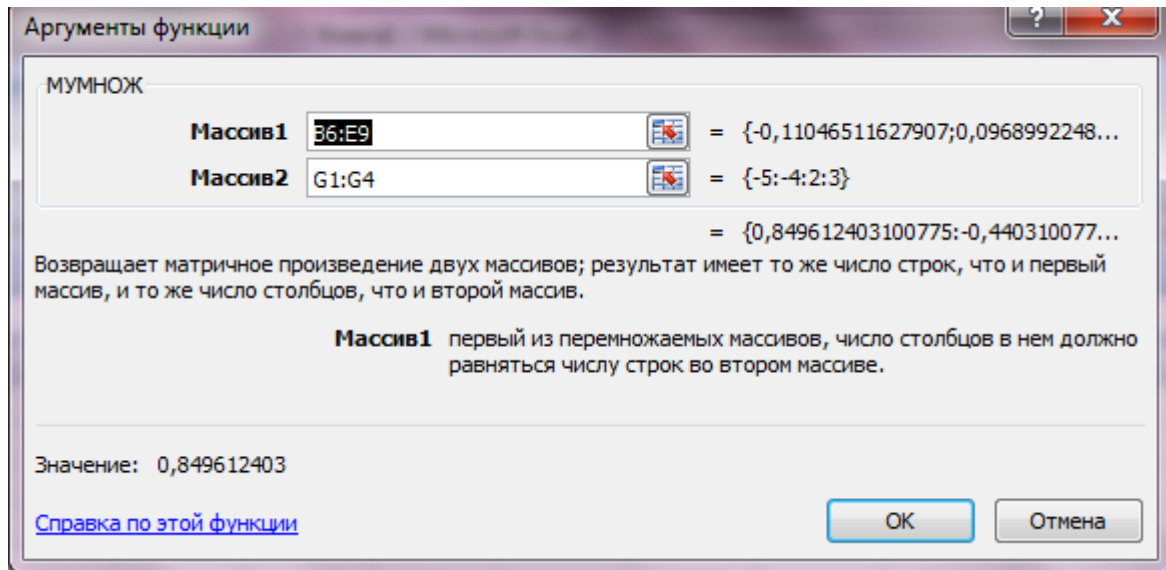 Аргументы функции
МУМНОЖ
Массив1 B6:E9 = {-0,11046511627907;0,0968992248...
Массив2 G1:G4 = {-5:-4:2:3}
= {0,849612403100775:-0,440310077...
Возвращает матричное произведение двух массивов; результат имеет то же число строк, что и первый
массив, и то же число столбцов, что и второй массив.
Массив1 первый из перемножаемых массивов, число столбцов в нем должно
равняться числу строк во втором массиве.
Значение: 0,849612403
Справка по этой функции
ОК Отмена